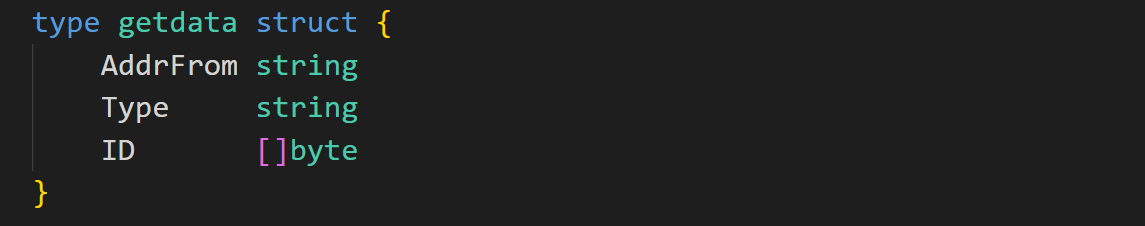 type getdata struct {
    AddrFrom string
    Type     string
    ID       []byte
}